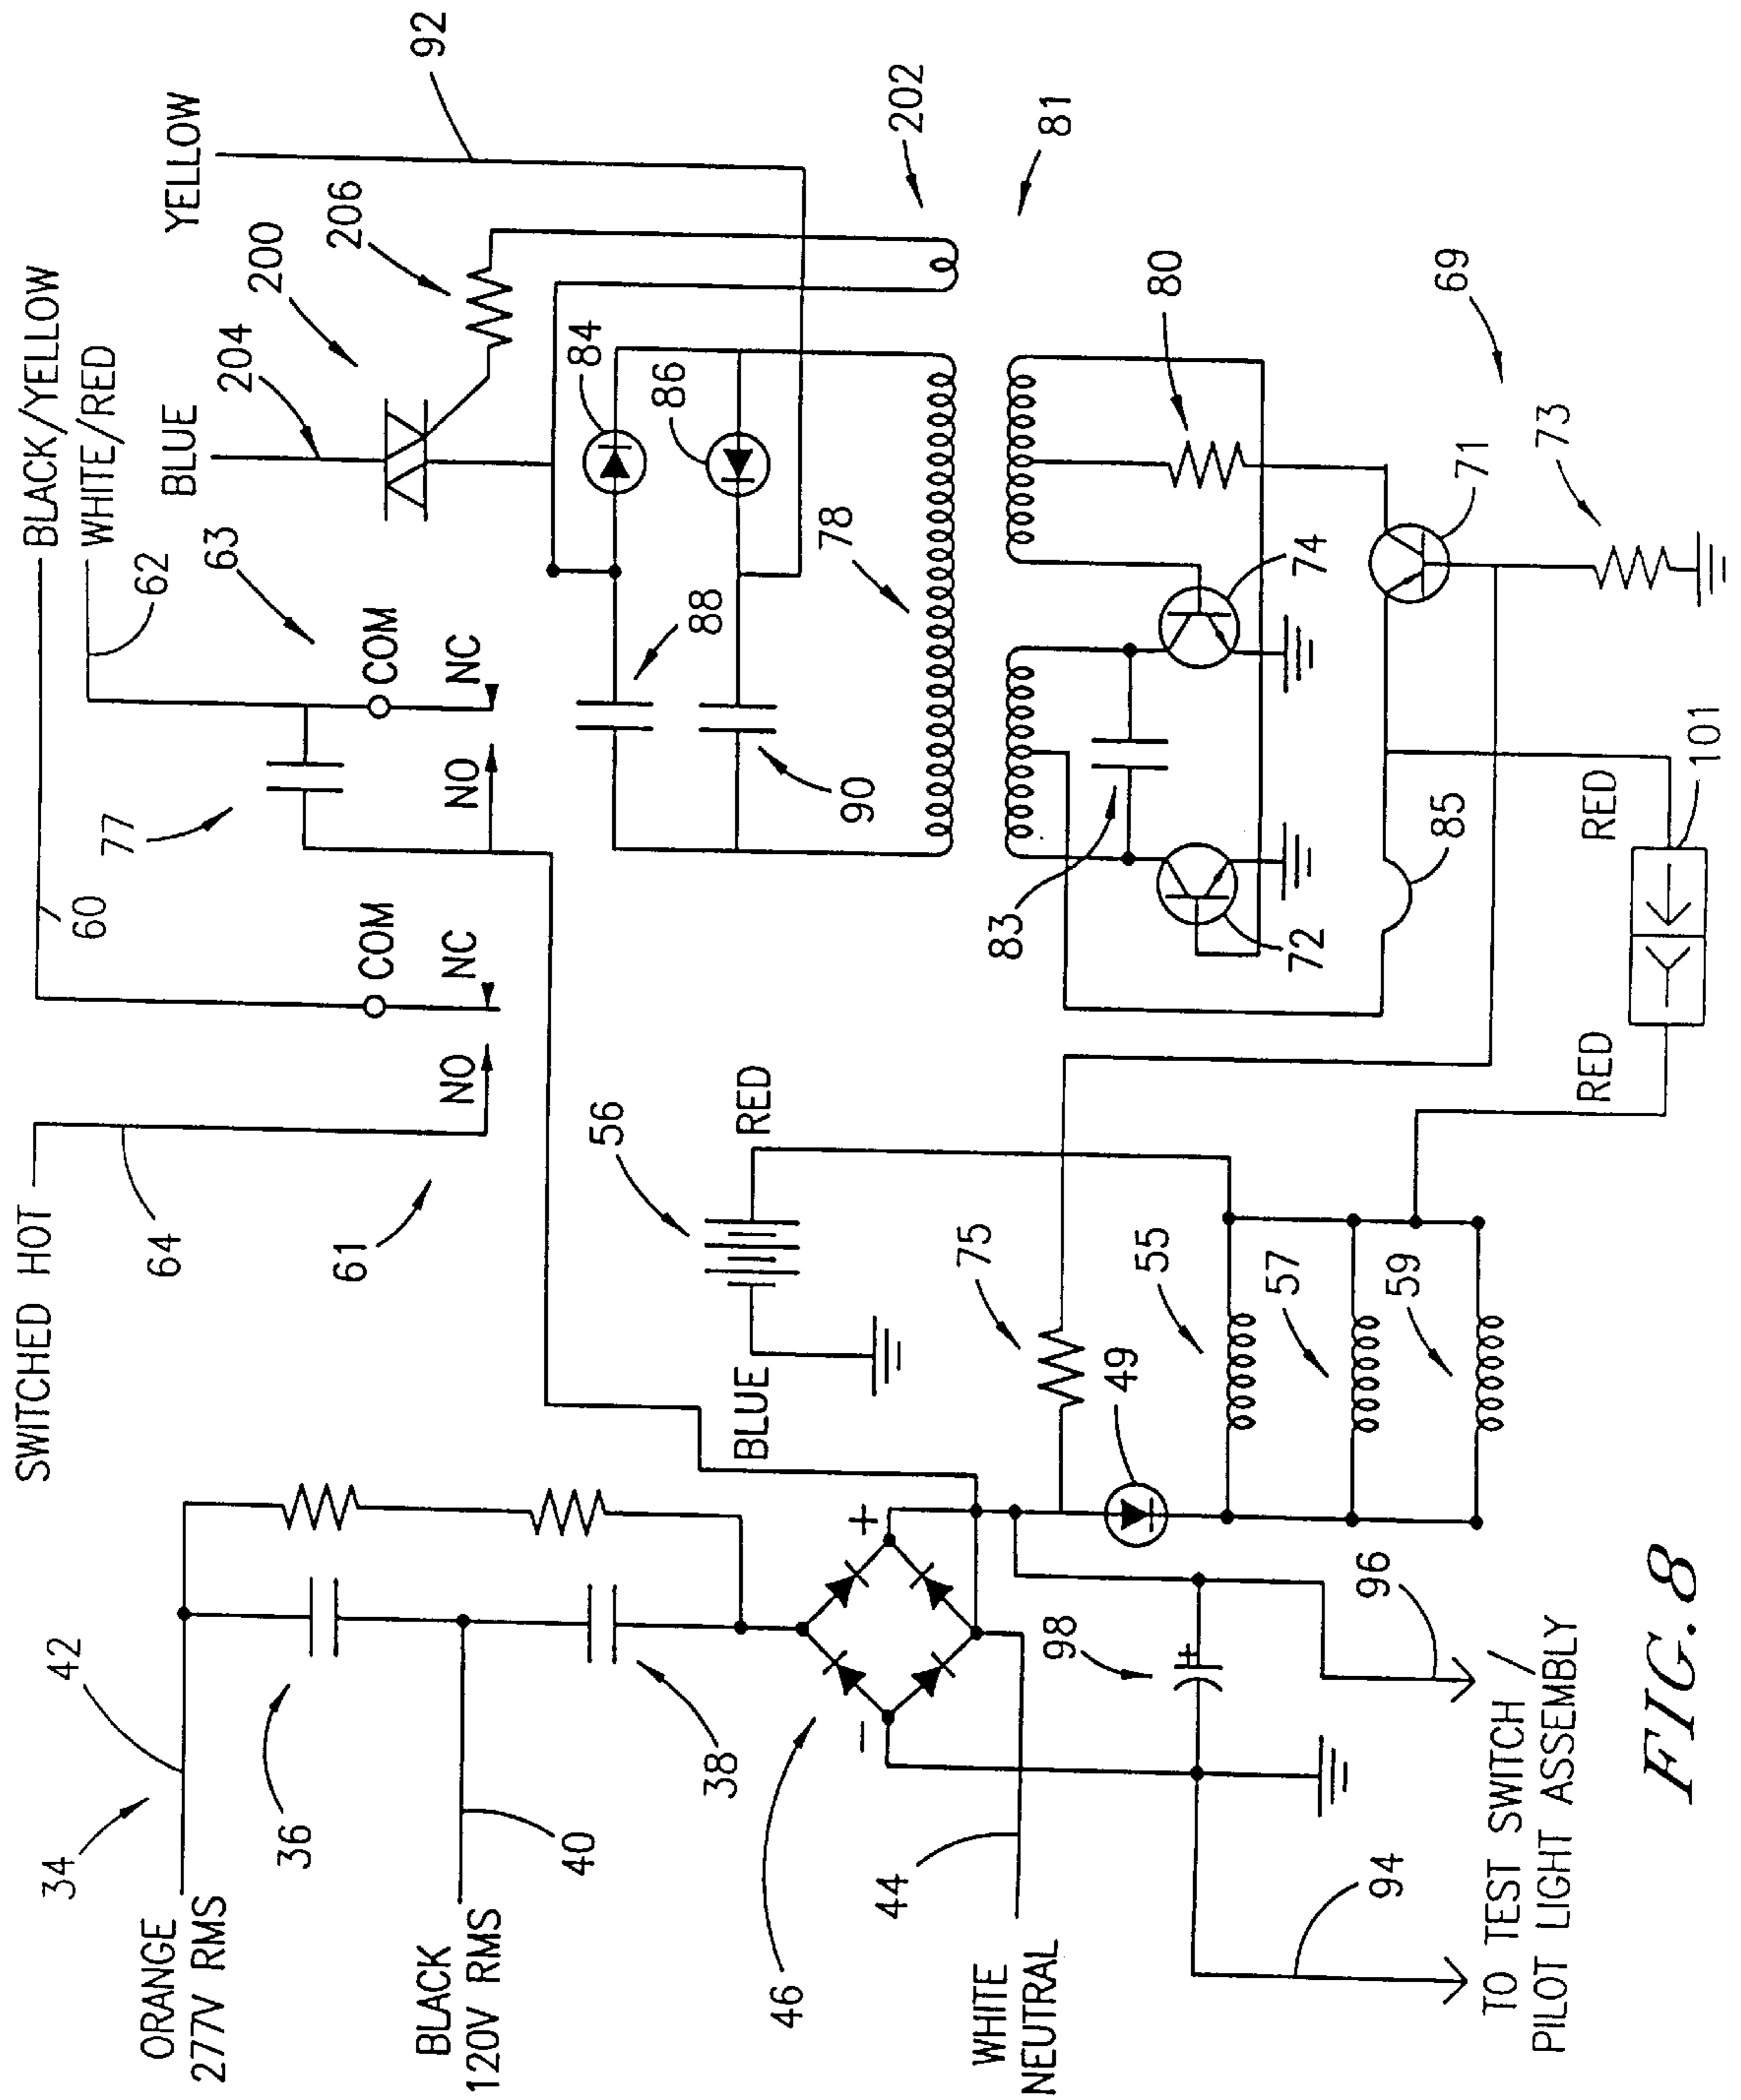 SWITCHED HOT
BLACK/YELLOW
WHITE/RED
BLUE
YELLOW
92
204
200
206
202
81
62
63
77
60
64
61
COM
NC
NO
COM
NC
NO
84
86
88
90
78
34
42
ORANGE
277V RMS
36
BLACK
120V RMS
40
38
46
+
−
WHITE
NEUTRAL
44
56
BLUE
RED
75
49
55
57
59
98
+
96
94
TO TEST SWITCH /
PILOT LIGHT ASSEMBLY
83
72
74
80
69
71
73
85
RED
RED
101
FIG. 8